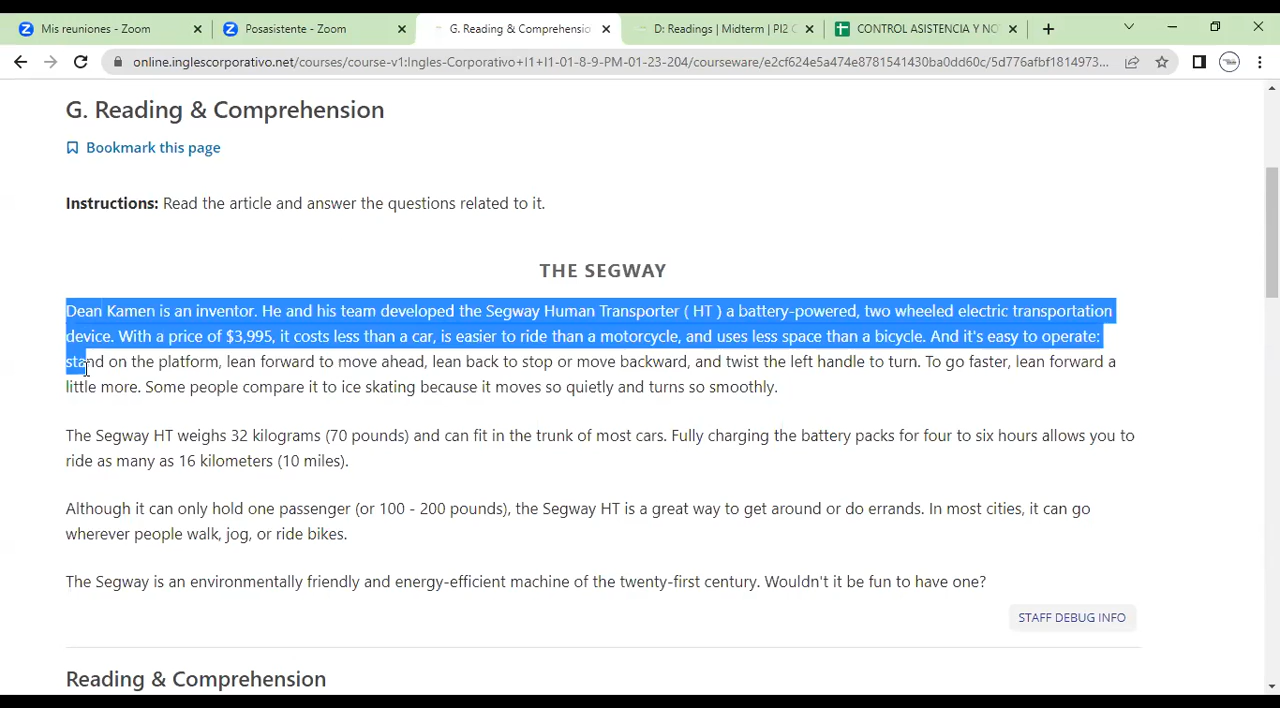 Mis reuniones - Zoom
Posasistente - Zoom
G. Reading & Comprehensio
D: Readings | Midterm | PI2 C
CONTROL ASISTENCIA Y NO
online.inglescorporativo.net/courses/course-v1:Ingles-Corporativo+I1+I1-01-8-9-PM-01-23-204/courseware/e2cf624e5a474e8781541430ba0dd60c/5d776afbf1814973...
G. Reading & Comprehension
Bookmark this page
Instructions: Read the article and answer the questions related to it.
THE SEGWAY
Dean Kamen is an inventor. He and his team developed the Segway Human Transporter ( HT ) a battery-powered, two wheeled electric transportation
device. With a price of $3,995, it costs less than a car, is easier to ride than a motorcycle, and uses less space than a bicycle. And it's easy to operate:
stand on the platform, lean forward to move ahead, lean back to stop or move backward, and twist the left handle to turn. To go faster, lean forward a
little more. Some people compare it to ice skating because it moves so quietly and turns so smoothly.
The Segway HT weighs 32 kilograms (70 pounds) and can fit in the trunk of most cars. Fully charging the battery packs for four to six hours allows you to
ride as many as 16 kilometers (10 miles).
Although it can only hold one passenger (or 100 - 200 pounds), the Segway HT is a great way to get around or do errands. In most cities, it can go
wherever people walk, jog, or ride bikes.
The Segway is an environmentally friendly and energy-efficient machine of the twenty-first century. Wouldn't it be fun to have one?
STAFF DEBUG INFO
Reading & Comprehension